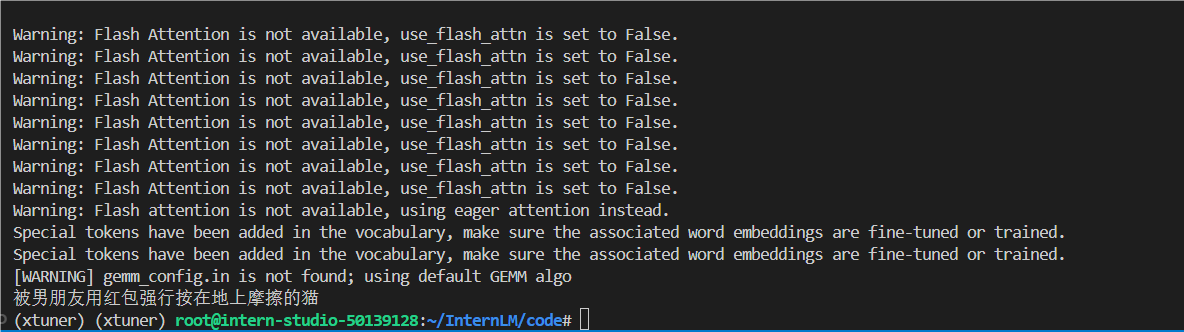 Warning: Flash Attention is not available, use_flash_attn is set to False.
Warning: Flash Attention is not available, use_flash_attn is set to False.
Warning: Flash Attention is not available, use_flash_attn is set to False.
Warning: Flash Attention is not available, use_flash_attn is set to False.
Warning: Flash Attention is not available, use_flash_attn is set to False.
Warning: Flash Attention is not available, use_flash_attn is set to False.
Warning: Flash Attention is not available, use_flash_attn is set to False.
Warning: Flash Attention is not available, use_flash_attn is set to False.
Warning: Flash attention is not available, using eager attention instead.
Special tokens have been added in the vocabulary, make sure the associated word embeddings are fine-tuned or trained.
Special tokens have been added in the vocabulary, make sure the associated word embeddings are fine-tuned or trained.
[WARNING] gemm_config.in is not found; using default GEMM algo
被男朋友用红包强行按在地上摩擦的猫
(xtuner) (xtuner) root@intern-studio-50139128:~/InternLM/code#